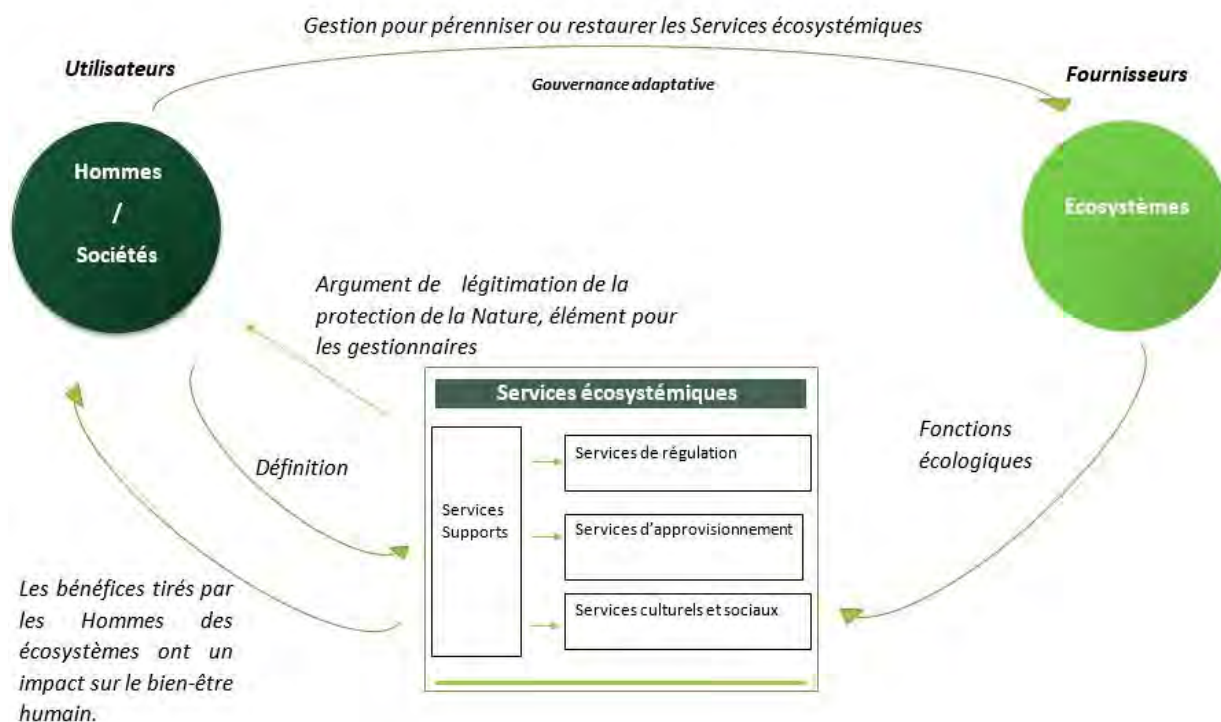 Gestion pour pérenniser ou restaurer les Services écosystémiques
Utilisateurs
Gouvernance adaptative
Fournisseurs
Hommes
/
Sociétés
Ecosystèmes
Argument de légitimation de la
protection de la Nature, élément pour
les gestionnaires
Services écosystémiques
Services de régulation
Fonctions
écologiques
Définition
Services
Supports
Services d'approvisionnement
Services culturels et sociaux
Les bénéfices tirés par
les Hommes des
écosystèmes ont un
impact sur le bien-être
humain.